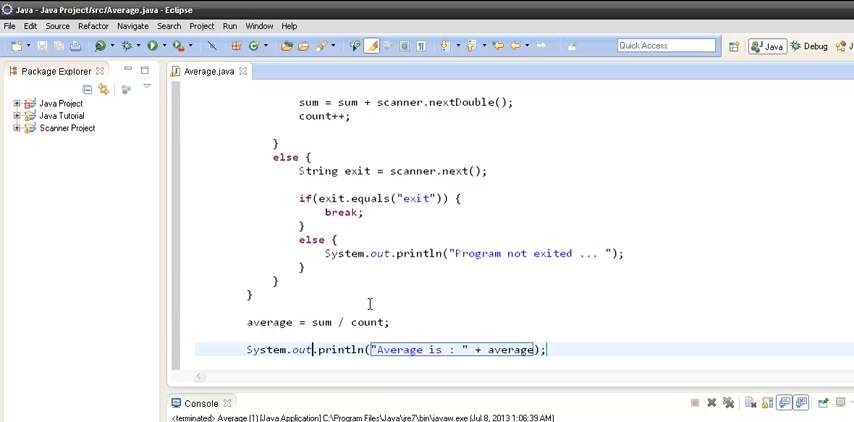 Java - Java Project/src/Average.java - Eclipse
File Edit Source Refactor Navigate Search Project Run Window Help
Quick Access Java Debug J
Package Explorer
Average.java
Java Project
Java Tutorial
Scanner Project
sum = sum + scanner.nextDouble();
count++;
}
else {
String exit = scanner.next();
if(exit.equals("exit")) {
break;
}
else {
System.out.println("Program not exited ... ");
}
}
}
average = sum / count;
System.out.println("Average is : " + average);
Console
<terminated> Average (1) [Java Application] C:\Program Files\Java\jre7\bin\javaw.exe (Jul 8, 2013 1:06:39 AM)